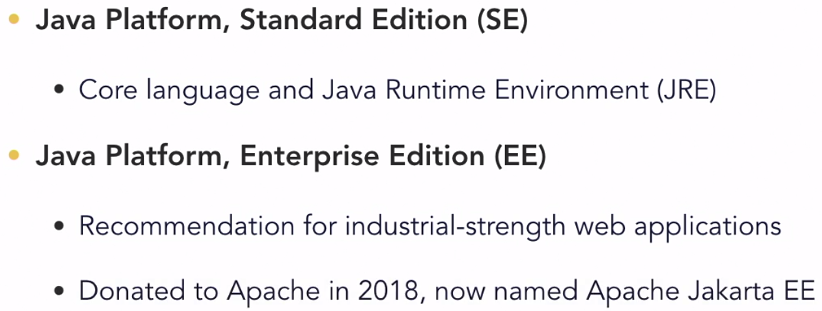 • Java Platform, Standard Edition (SE)
• Core language and Java Runtime Environment (JRE)
• Java Platform, Enterprise Edition (EE)
• Recommendation for industrial-strength web applications
• Donated to Apache in 2018, now named Apache Jakarta EE